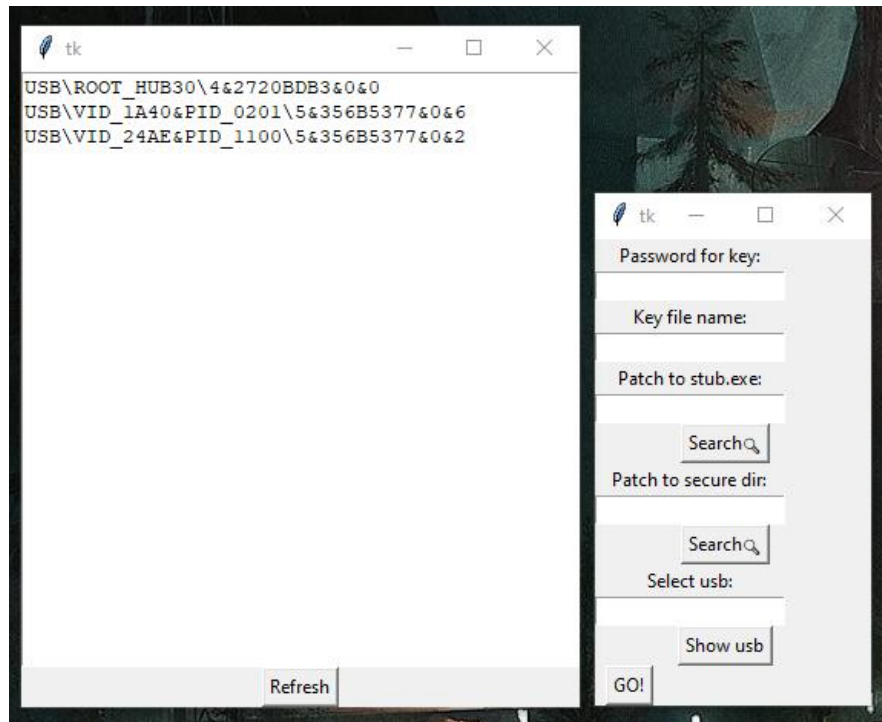 tk
USB\ROOT_HUB30\4&2720BDB3&0&0
USB\VID_1A40&PID_0201\5&356B5377&0&6
USB\VID_24AE&PID_1100\5&356B5377&0&2
Refresh
tk
Password for key:
Key file name:
Patch to stub.exe:
Search
Patch to secure dir:
Search
Select usb:
Show usb
GO!